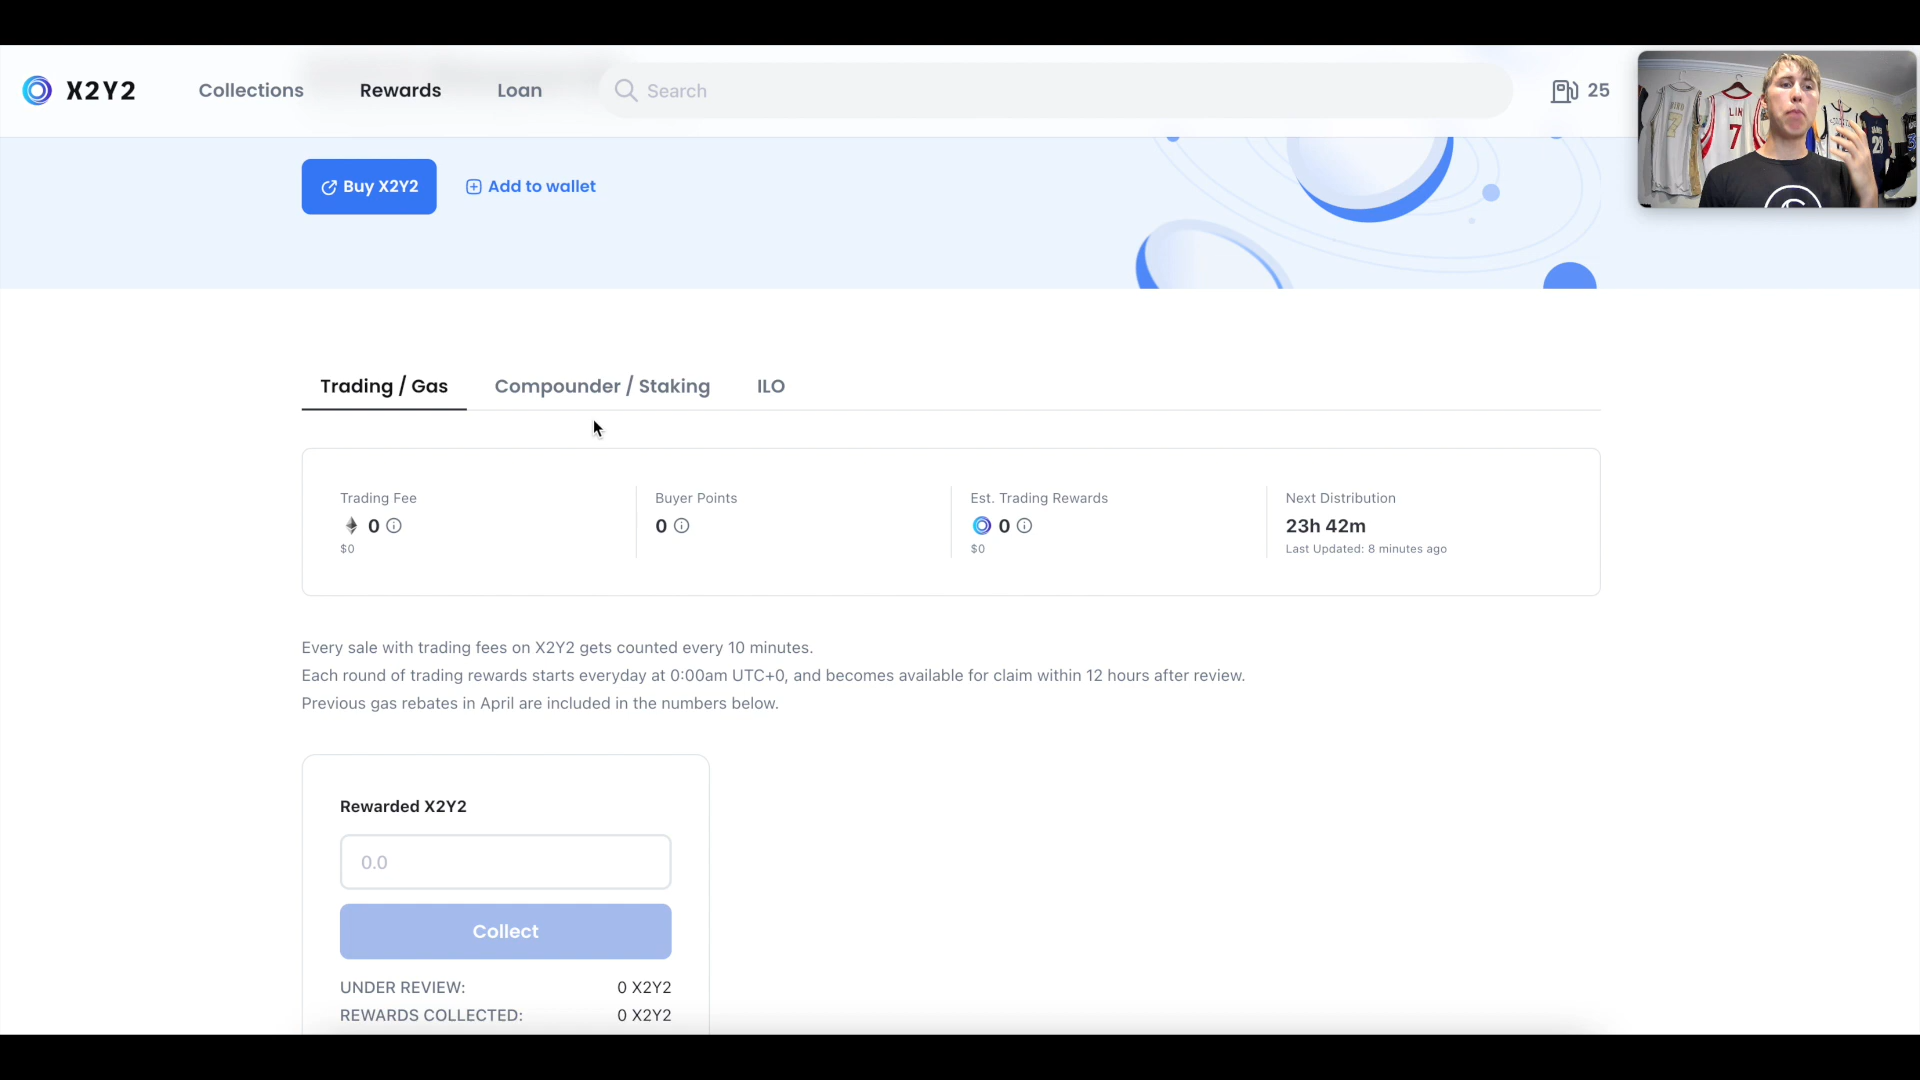 X2Y2
Collections
Rewards
Loan
Search
25
Buy X2Y2
Add to wallet
Trading / Gas
Compounder / Staking
ILO
Trading Fee
0
$0
Buyer Points
0
Est. Trading Rewards
0
$0
Next Distribution
23h 42m
Last Updated: 8 minutes ago
Every sale with trading fees on X2Y2 gets counted every 10 minutes.
Each round of trading rewards starts everyday at 0:00am UTC+0, and becomes available for claim within 12 hours after review.
Previous gas rebates in April are included in the numbers below.
Rewarded X2Y2
0.0
Collect
UNDER REVIEW: 0 X2Y2
REWARDS COLLECTED: 0 X2Y2
LIN
7
7
23